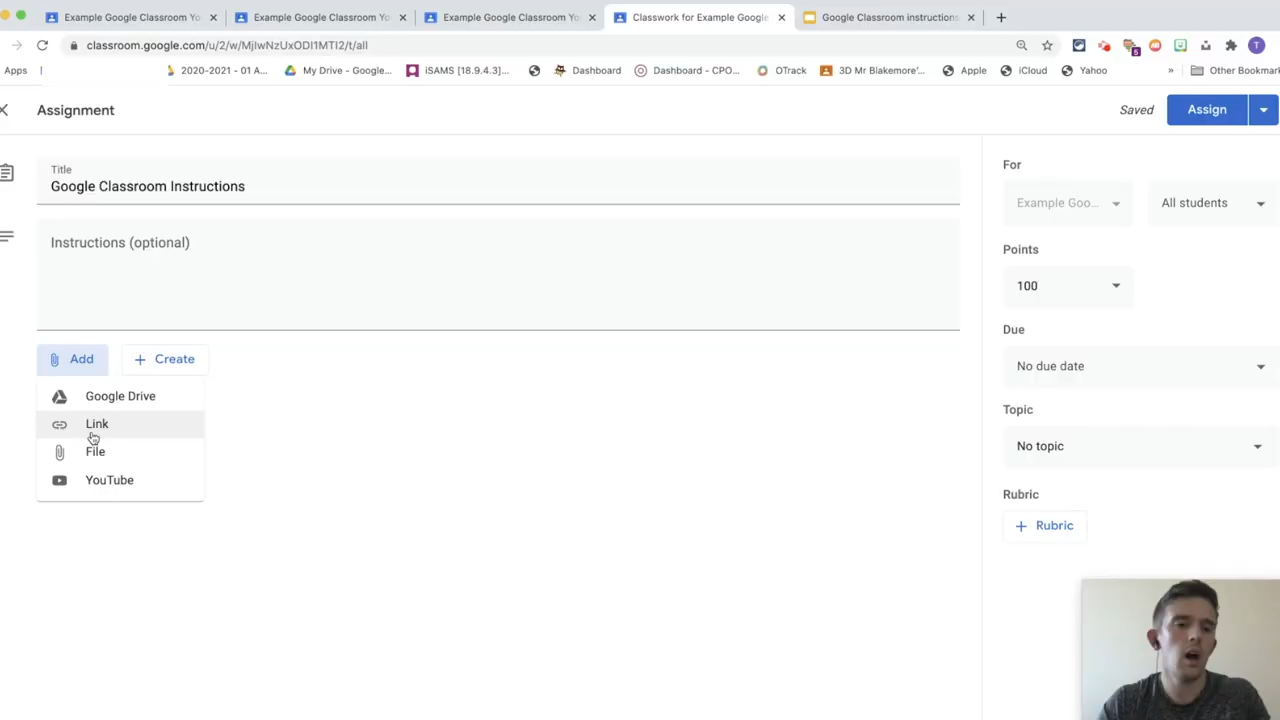 Example Google Classroom Yo
Example Google Classroom Yo
Example Google Classroom Yo
Classwork for Example Google
Google Classroom instructions
classroom.google.com/u/2/w/MjIwNzUxODI1MTI2/t/all
5
T
Apps
2020-2021 - 01 A...
My Drive - Google...
iSAMS [18.9.4.3]...
Dashboard
Dashboard - CPO...
OTrack
3D Mr Blakemore'...
Apple
iCloud
Yahoo
»
Other Bookmar
Assignment
Saved
Assign
Title
Google Classroom Instructions
Instructions (optional)
Add
Create
Google Drive
Link
File
YouTube
For
Example Goo...
All students
Points
100
Due
No due date
Topic
No topic
Rubric
+ Rubric